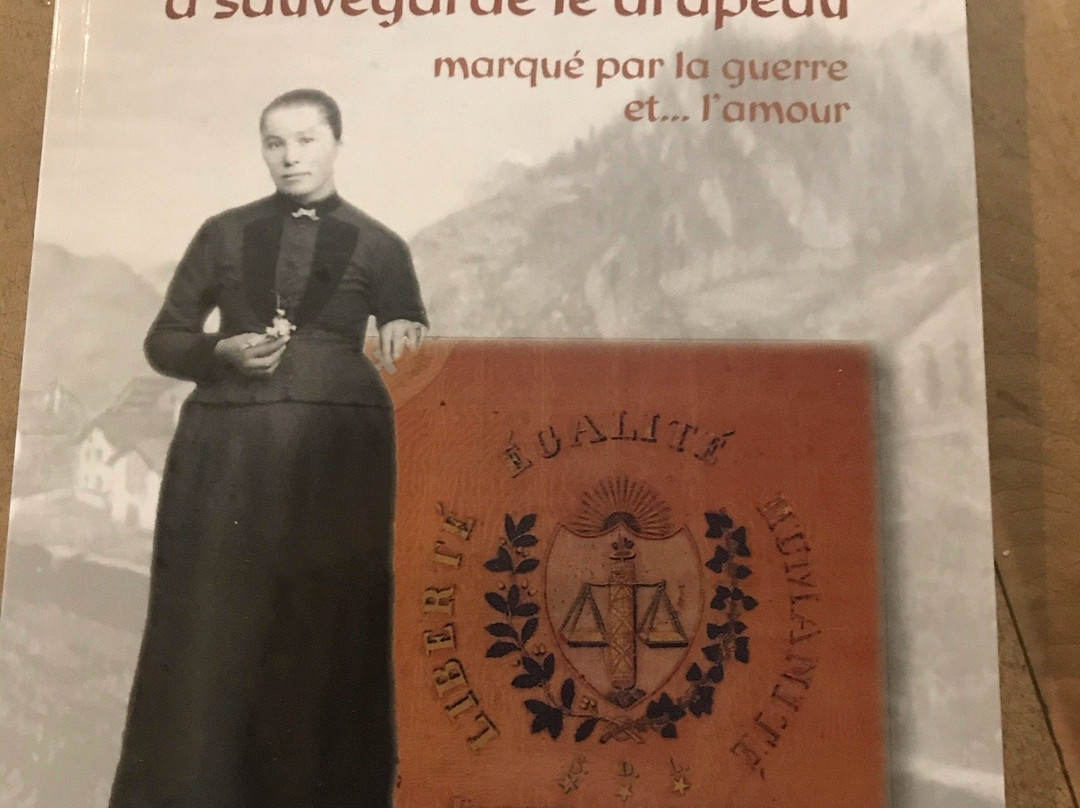 a sauvegardé le drapeau
marqué par la guerre
et... l'amour
ÉGALITÉ
LIBERTÉ
HUMANITÉ